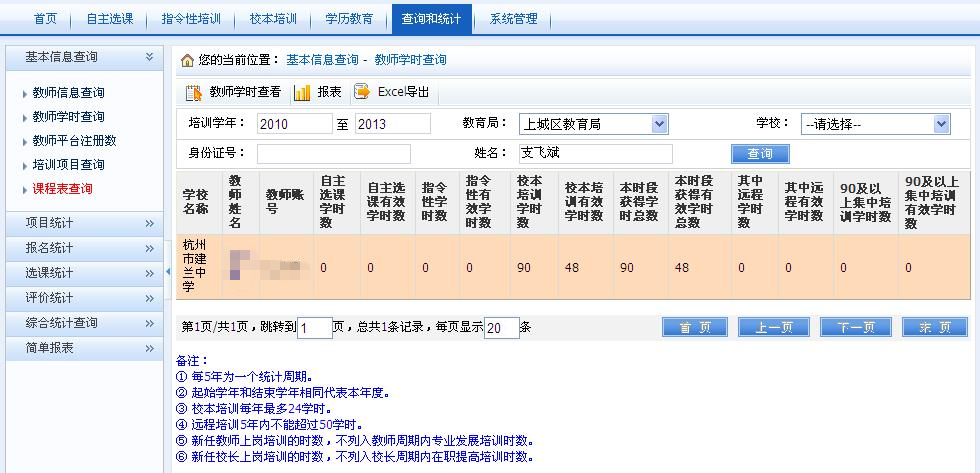 首页 自主选课 指令性培训 校本培训 学历教育 查询和统计 系统管理
基本信息查询
教师信息查询
教师学时查询
教师平台注册数
培训项目查询
课程表查询
项目统计
报名统计
选课统计
评价统计
综合统计查询
简单报表
您的当前位置： 基本信息查询 - 教师学时查询
教师学时查看 报表 Excel导出
培训学年： 2010 至 2013 教育局： 上城区教育局 学校： --请选择--
身份证号： 姓名： 支飞斌 查询
学校名称 教师姓名 教师账号 自主选课学时数 自主选课有效学时数 指令性学时数 指令性有效学时数 校本培训学时数 校本培训有效学时数 本时段获得学时总数 本时段获得有效学时总数 其中远程学时数 其中远程有效学时数 90及以上集中培训学时数 90及以上集中培训有效学时数
杭州市建兰中学 0 0 0 0 90 48 90 48 0 0 0 0
第1页/共1页，跳转到 1 页，总共1条记录，每页显示 20 条 首 页 上一页 下一页 末 页
备注：
① 每5年为一个统计周期。
② 起始学年和结束学年相同代表本年度。
③ 校本培训每年最多24学时。
④ 远程培训5年内不能超过50学时。
⑤ 新任教师上岗培训的时数，不列入教师周期内专业发展培训时数。
⑥ 新任校长上岗培训的时数，不列入校长周期内在职提高培训时数。